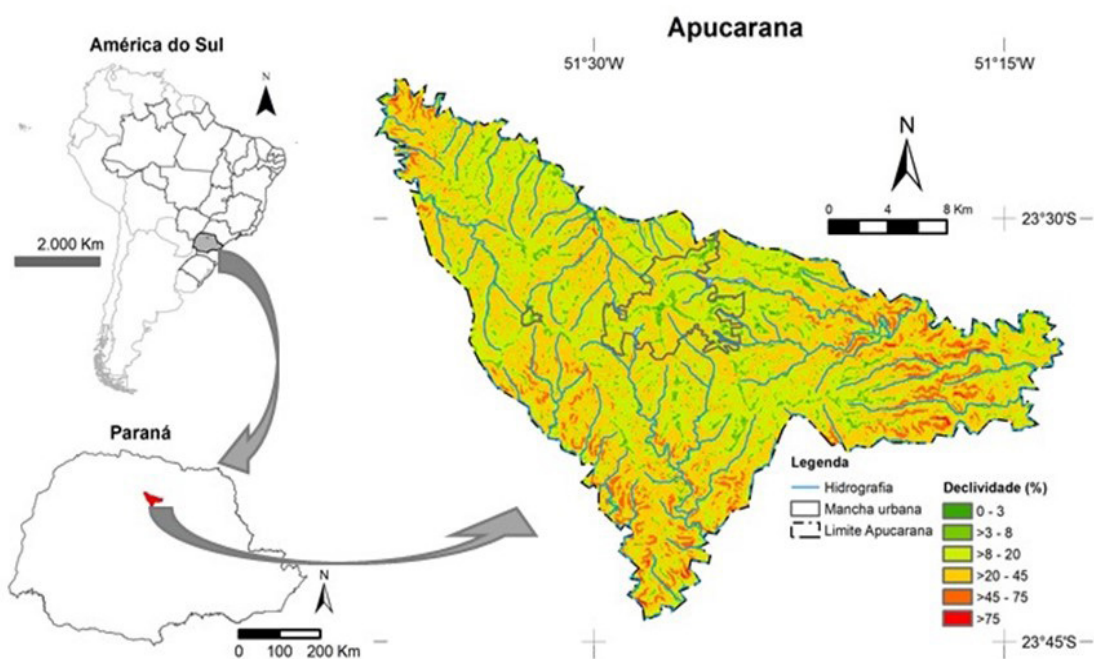 Apucarana
América do Sul
51°30'W
51°15'W
N
N
0 4 8 Km
23°30'S
2.000 Km
Paraná
N
0 100 200 Km
Legenda
Hidrografia
Mancha urbana
Limite Apucarana
Declividade (%)
0 - 3
>3 - 8
>8 - 20
>20 - 45
>45 - 75
>75
23°45'S